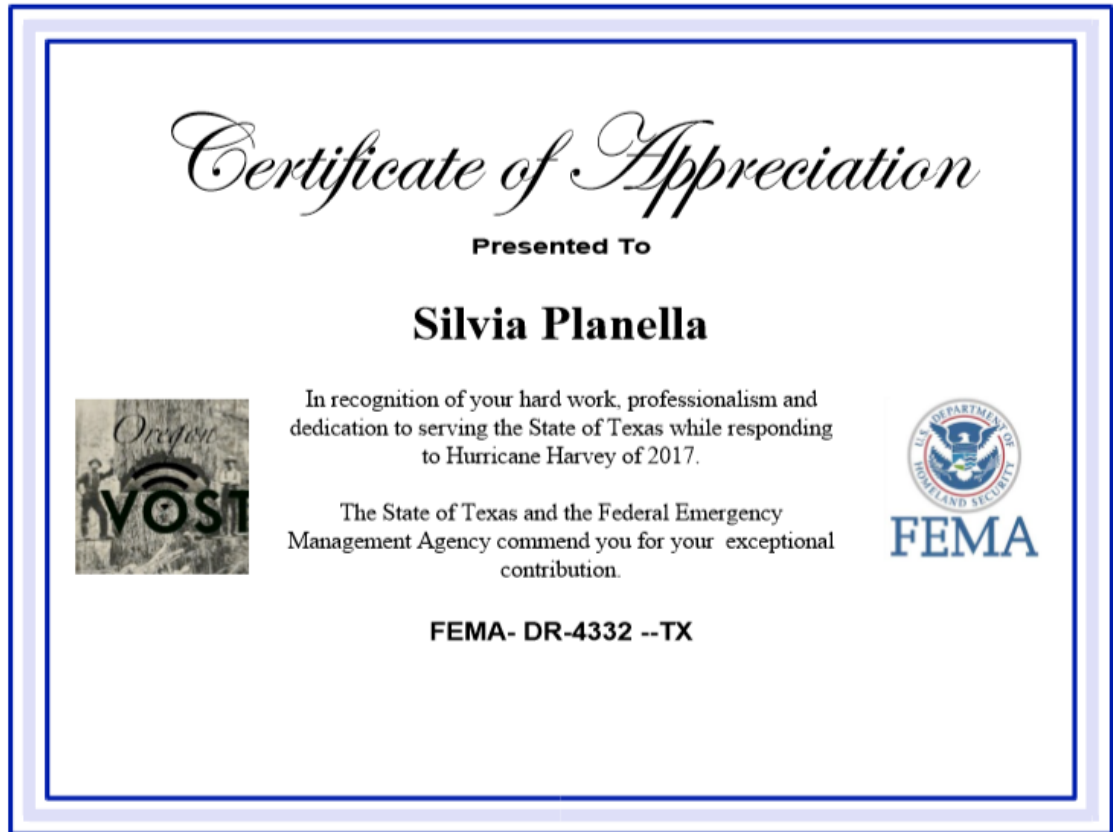 Certificate of Appreciation
Presented To
Silvia Planella
In recognition of your hard work, professionalism and
dedication to serving the State of Texas while responding
to Hurricane Harvey of 2017.
The State of Texas and the Federal Emergency
Management Agency commend you for your  exceptional
contribution.
FEMA- DR-4332 --TX
Oregon
VOST
U.S. DEPARTMENT OF
HOMELAND SECURITY
FEMA